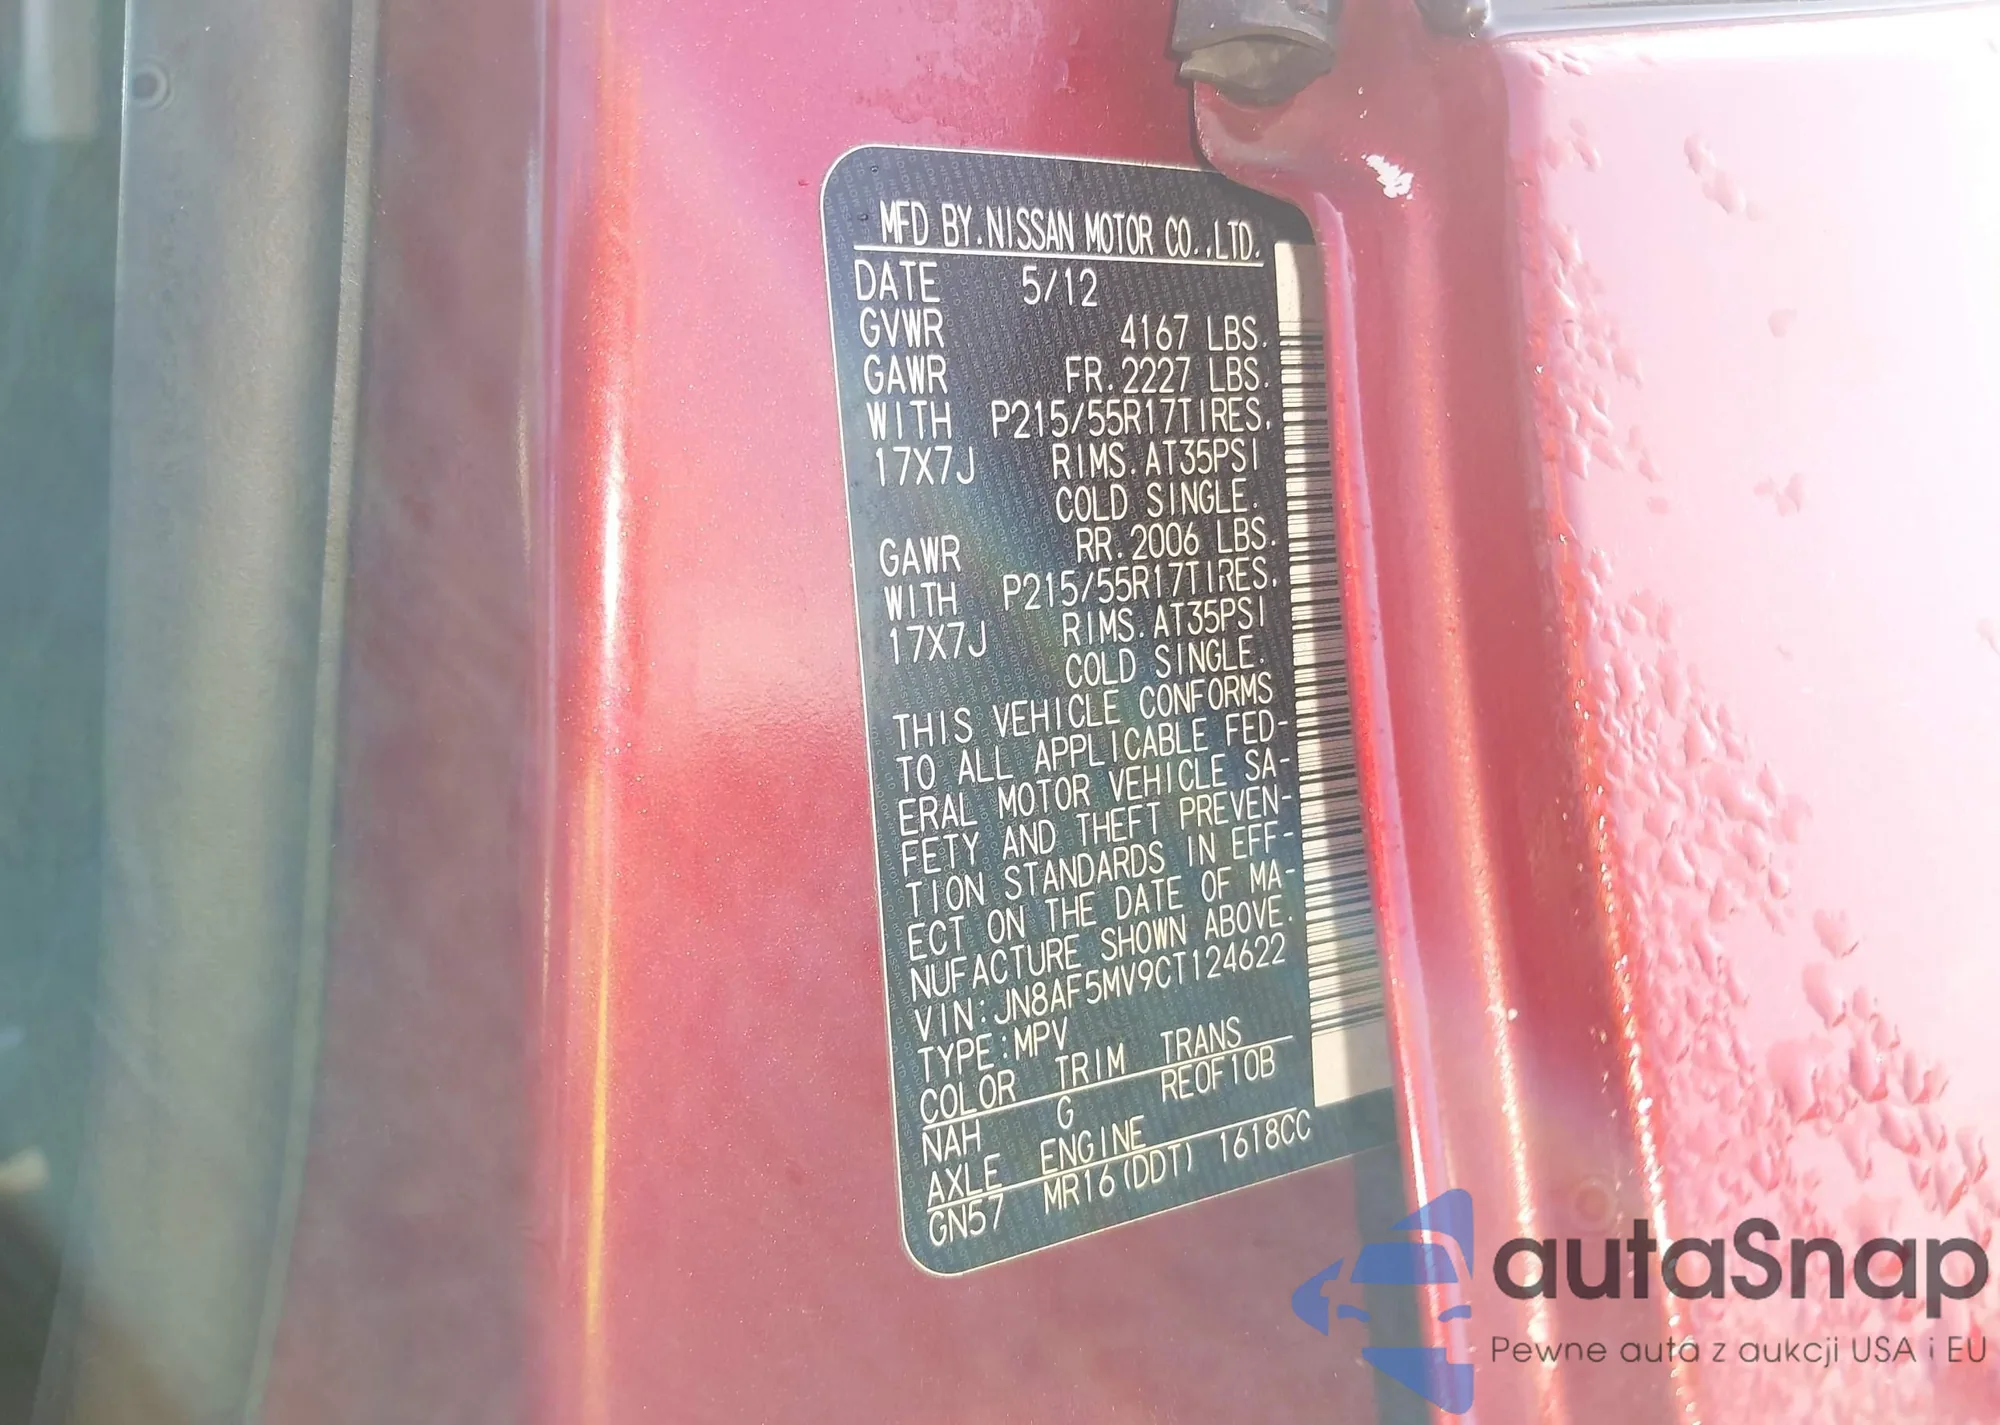 MFD BY.NISSAN MOTOR CO.,LTD.
DATE 5/12
GVWR 4167 LBS.
GAWR FR.2227 LBS.
WITH P215/55R17TIRES.
17X7J RIMS.AT35PSI
COLD SINGLE.
GAWR RR.2006 LBS.
WITH P215/55R17TIRES.
17X7J RIMS.AT35PSI
COLD SINGLE.
THIS VEHICLE CONFORMS
TO ALL APPLICABLE FED-
ERAL MOTOR VEHICLE SA-
FETY AND THEFT PREVEN-
TION STANDARDS IN EFF-
ECT ON THE DATE OF MA-
NUFACTURE SHOWN ABOVE.
VIN:JN8AF5MV9CT124622
TYPE:MPV
COLOR TRIM TRANS
NAH G RE0F10B
AXLE ENGINE
GN57 MR16(DDT) 1618CC
autaSnap
Pewne auta z aukcji USA i EU